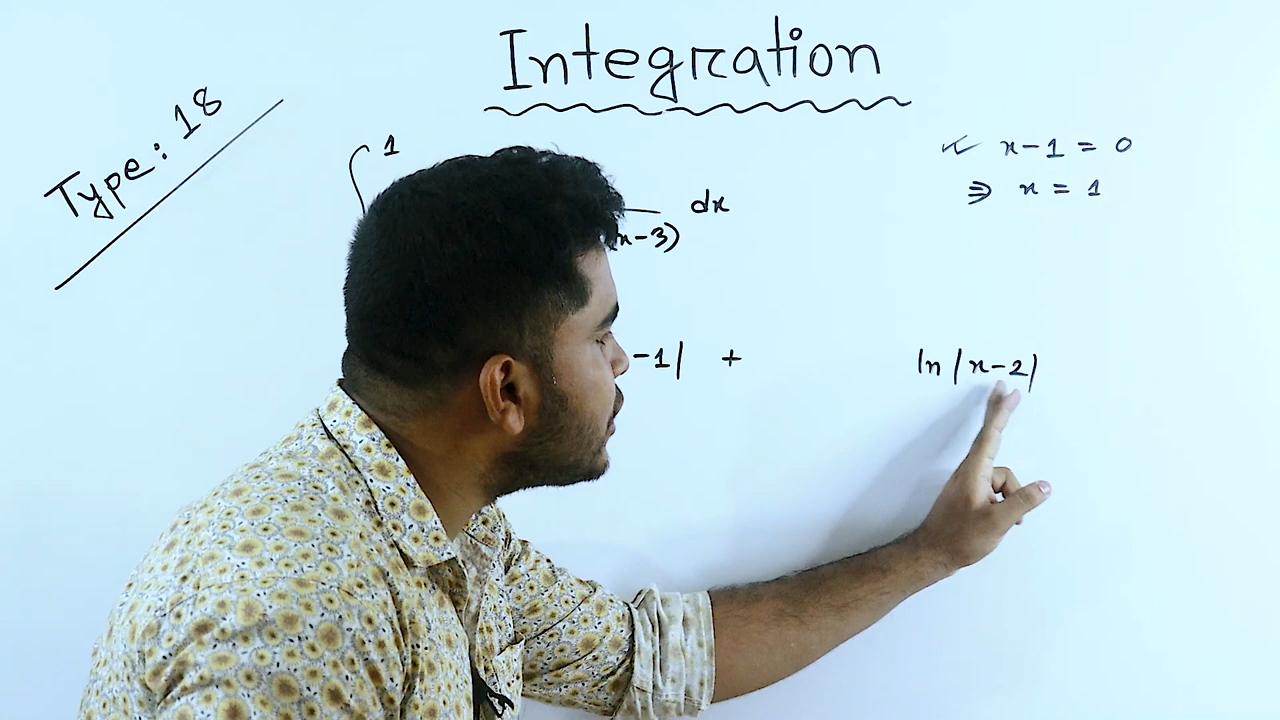 Integration
Type: 18
∫ 1
dx
(x-3)
x-1 = 0
⇒ x = 1
-1| +
ln |x-2|